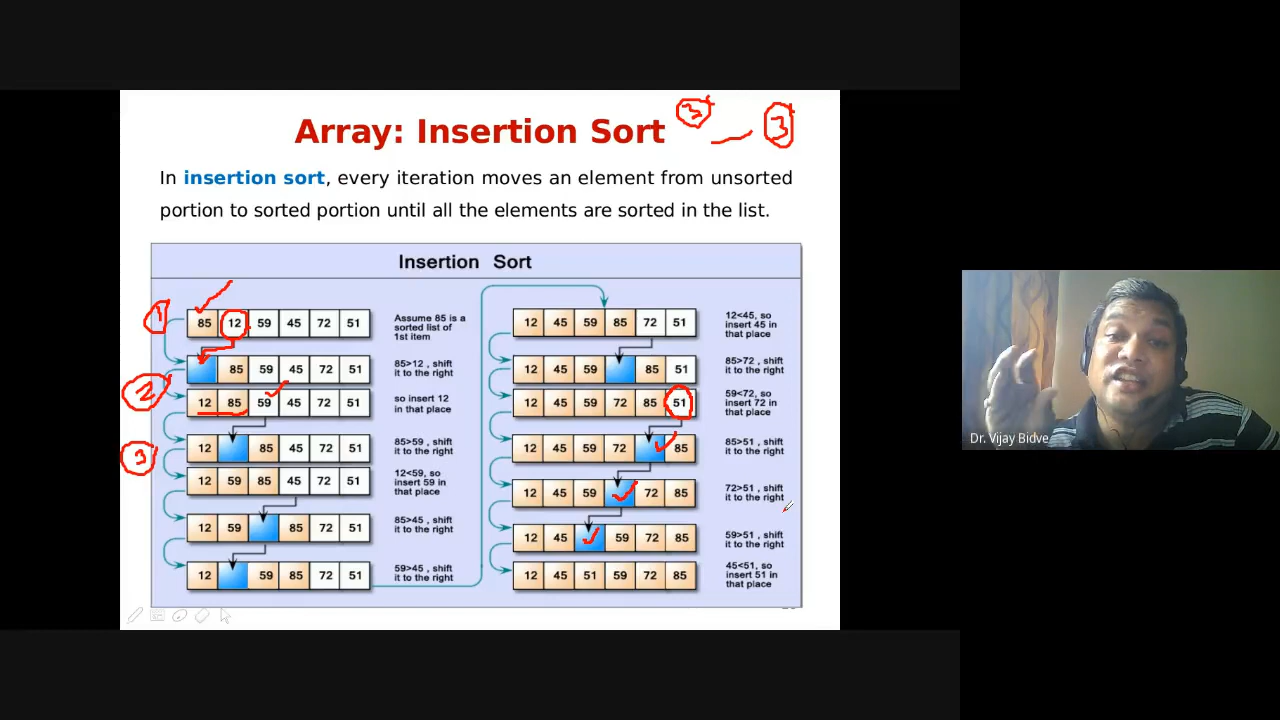 Array: Insertion Sort
3
3
In insertion sort, every iteration moves an element from unsorted
portion to sorted portion until all the elements are sorted in the list.
Insertion Sort
1
85 12 59 45 72 51
Assume 85 is a
sorted list of
1st item
85 59 45 72 51
85>12 , shift
it to the right
2
12 85 59 45 72 51
so insert 12
in that place
3
12 85 45 72 51
85>59 , shift
it to the right
12 59 85 45 72 51
12<59, so
insert 59 in
that place
12 59 85 72 51
85>45 , shift
it to the right
12 59 85 72 51
59>45 , shift
it to the right
12 45 59 85 72 51
12<45, so
insert 45 in
that place
12 45 59 85 51
85>72 , shift
it to the right
12 45 59 72 85 51
59<72, so
insert 72 in
that place
12 45 59 72 85
85>51 , shift
it to the right
12 45 59 72 85
72>51 , shift
it to the right
12 45 59 72 85
59>51 , shift
it to the right
12 45 51 59 72 85
45<51, so
insert 51 in
that place
Dr. Vijay Bidve